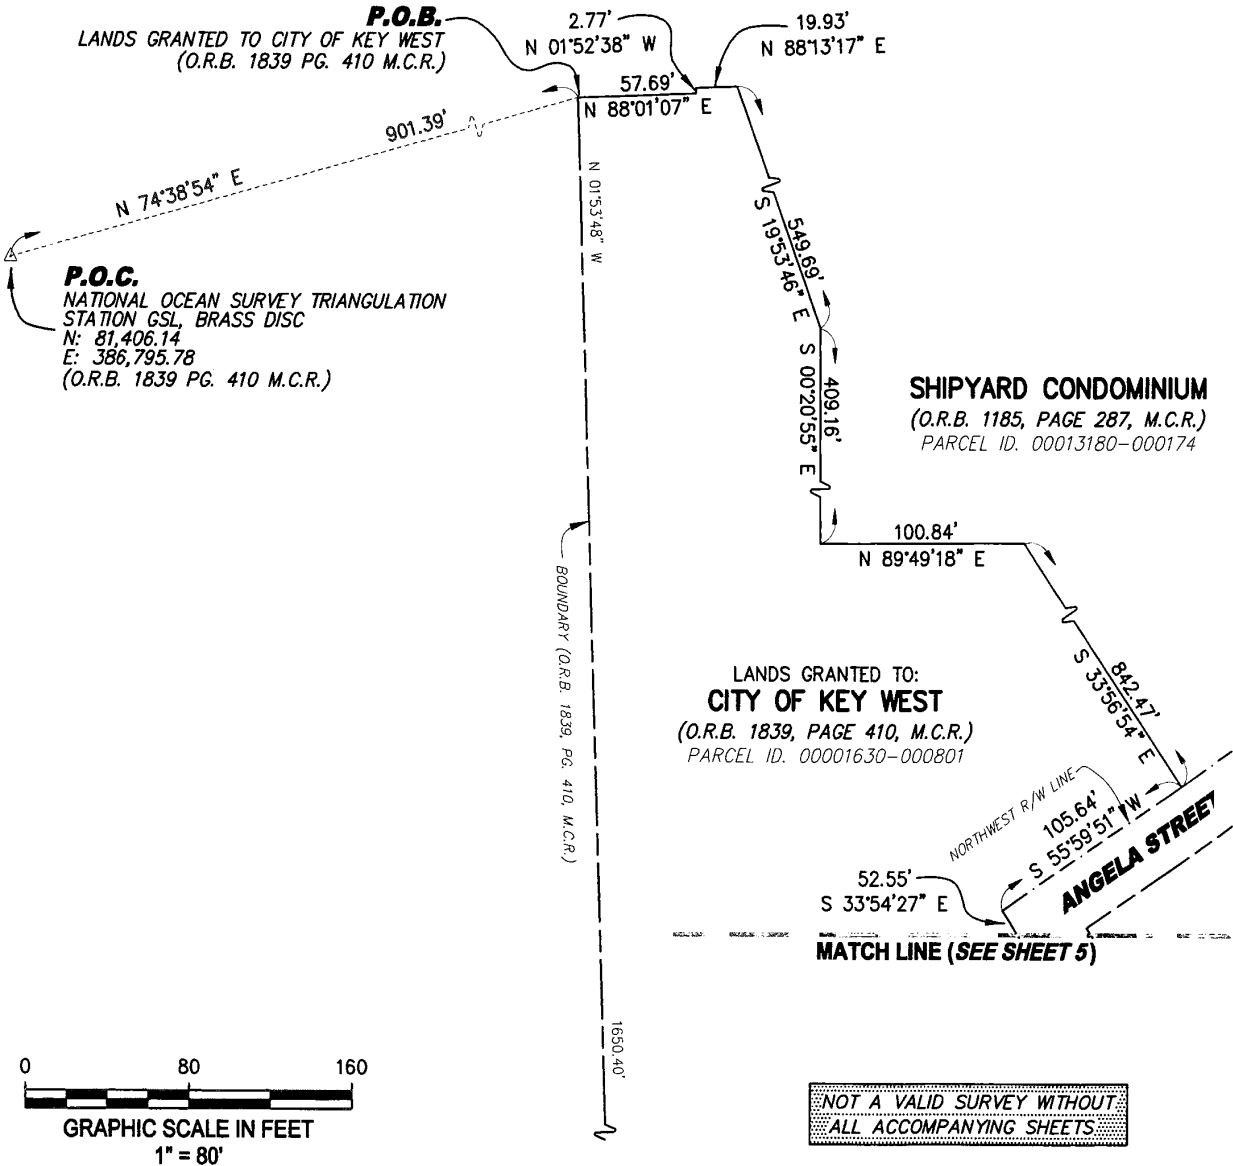 P.O.B.
LANDS GRANTED TO CITY OF KEY WEST
(O.R.B. 1839 PG. 410 M.C.R.)
2.77'
N 01°52'38" W
19.93'
N 88°13'17" E
57.69'
N 88°01'07" E
901.39'
N 74°38'54" E
P.O.C.
NATIONAL OCEAN SURVEY TRIANGULATION
STATION GSL, BRASS DISC
N: 81,406.14
E: 386,795.78
(O.R.B. 1839 PG. 410 M.C.R.)
N 01°53'48" W
549.69'
S 19°53'46" E
409.16'
S 00°20'55" E
SHIPYARD CONDOMINIUM
(O.R.B. 1185, PAGE 287, M.C.R.)
PARCEL ID. 00013180-000174
100.84'
N 89°49'18" E
BOUNDARY (O.R.B. 1839, PG. 410, M.C.R.)
842.47'
S 33°56'54" E
LANDS GRANTED TO:
CITY OF KEY WEST
(O.R.B. 1839, PAGE 410, M.C.R.)
PARCEL ID. 00001630-000801
NORTHWEST R/W LINE
105.64'
S 55°59'51" W
ANGELA STREET
52.55'
S 33°54'27" E
MATCH LINE (SEE SHEET 5)
1650.40'
0 80 160
GRAPHIC SCALE IN FEET
1" = 80'
NOT A VALID SURVEY WITHOUT
ALL ACCOMPANYING SHEETS